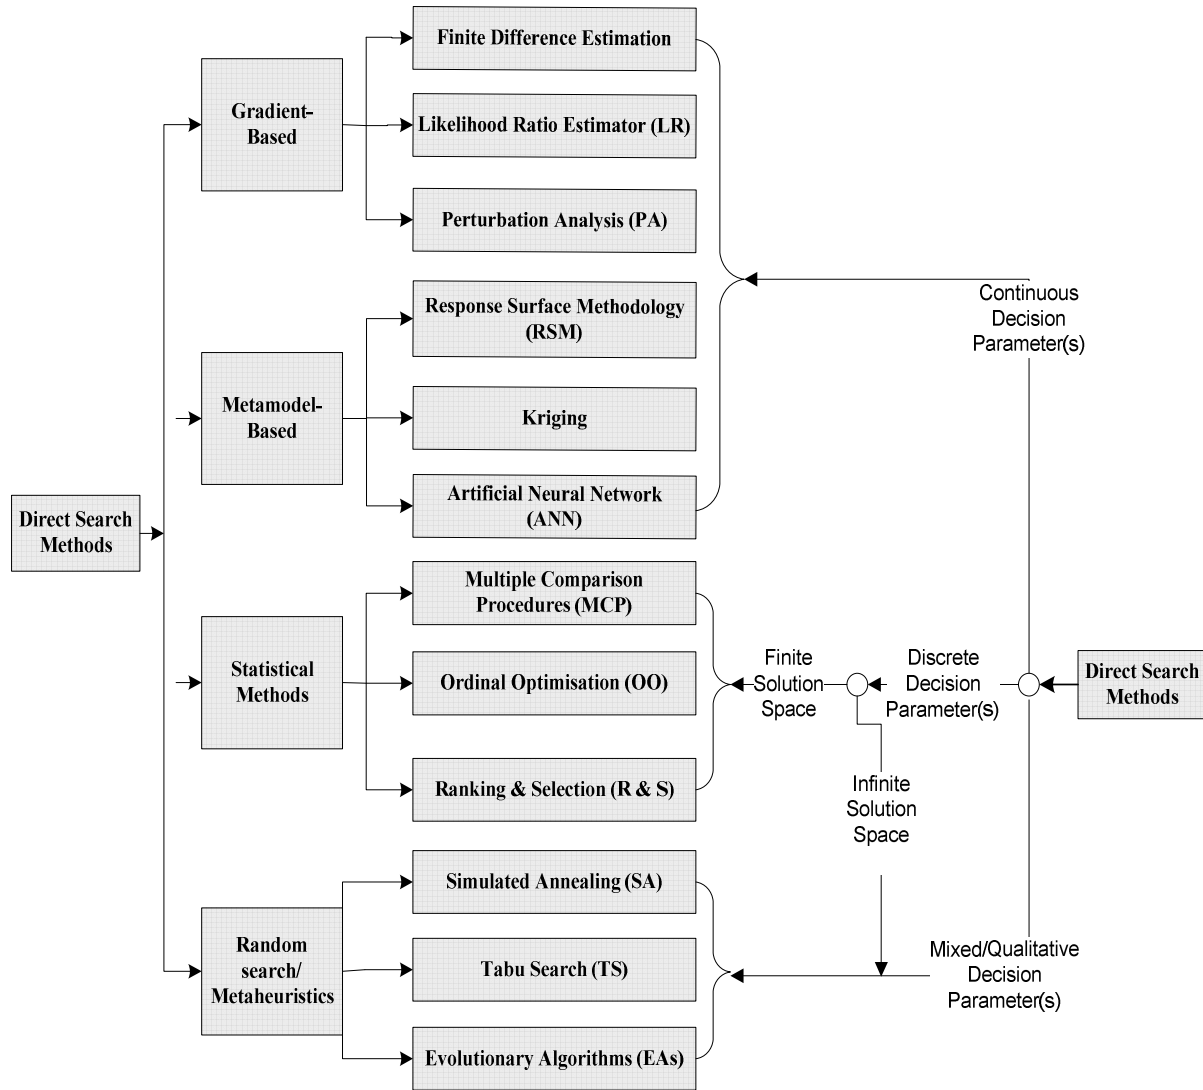 Finite Difference Estimation
Gradient-
Based
Likelihood Ratio Estimator (LR)
Perturbation Analysis (PA)
Continuous
Decision
Parameter(s)
Response Surface Methodology
(RSM)
Metamodel-
Based
Kriging
Artificial Neural Network
(ANN)
Direct Search
Methods
Multiple Comparison
Procedures (MCP)
Statistical
Methods
Ordinal Optimisation (OO)
Finite
Solution
Space
Discrete
Decision
Parameter(s)
Direct Search
Methods
Ranking & Selection (R & S)
Infinite
Solution
Space
Simulated Annealing (SA)
Random
search/
Metaheuristics
Tabu Search (TS)
Mixed/Qualitative
Decision
Parameter(s)
Evolutionary Algorithms (EAs)